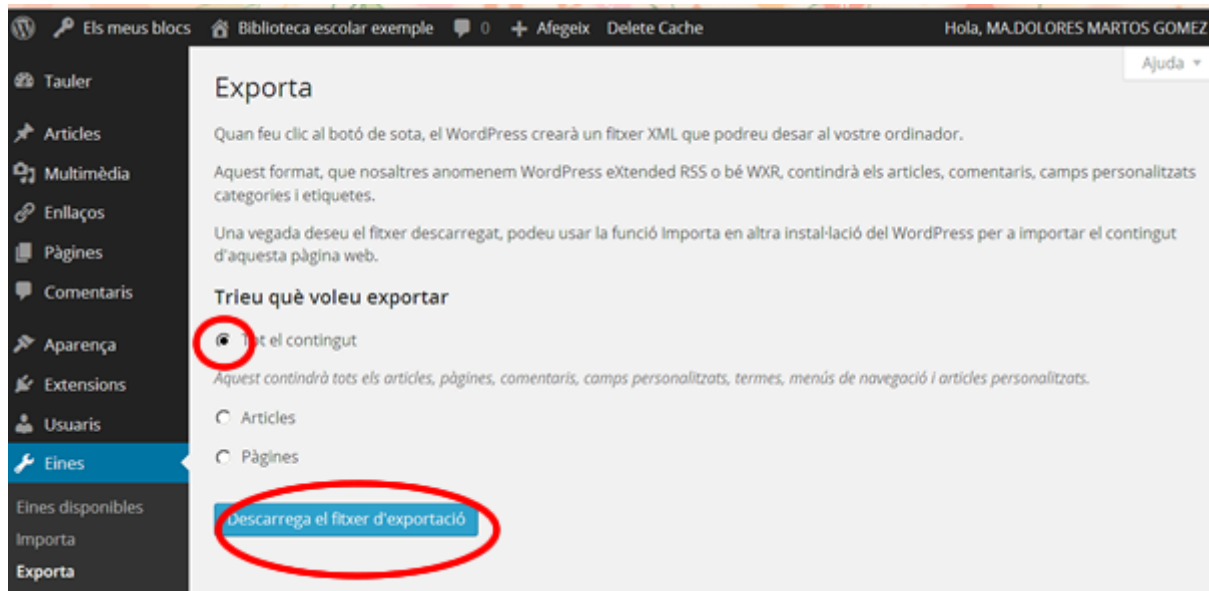 Els meus blocs Biblioteca escolar exemple 0 Afegeix Delete Cache Hola, MA.DOLORES MARTOS GOMEZ
Ajuda
Tauler
Articles
Multimèdia
Enllaços
Pàgines
Comentaris
Aparença
Extensions
Usuaris
Eines
Eines disponibles
Importa
Exporta
Exporta
Quan feu clic al botó de sota, el WordPress crearà un fitxer XML que podreu desar al vostre ordinador.
Aquest format, que nosaltres anomenem WordPress eXtended RSS o bé WXR, contindrà els articles, comentaris, camps personalitzats
categories i etiquetes.
Una vegada deseu el fitxer descarregat, podeu usar la funció Importa en altra instal·lació del WordPress per a importar el contingut
d'aquesta pàgina web.
Trieu què voleu exportar
Tot el contingut
Aquest contindrà tots els articles, pàgines, comentaris, camps personalitzats, termes, menús de navegació i articles personalitzats.
Articles
Pàgines
Descarrega el fitxer d'exportació